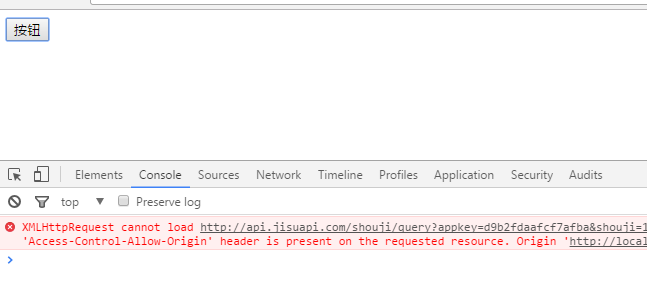 按钮
Elements Console Sources Network Timeline Profiles Application Security Audits
top Preserve log
XMLHttpRequest cannot load http://api.jisuapi.com/shouji/query?appkey=d9b2fdaafcf7afba&shouji=1
'Access-Control-Allow-Origin' header is present on the requested resource. Origin 'http://local